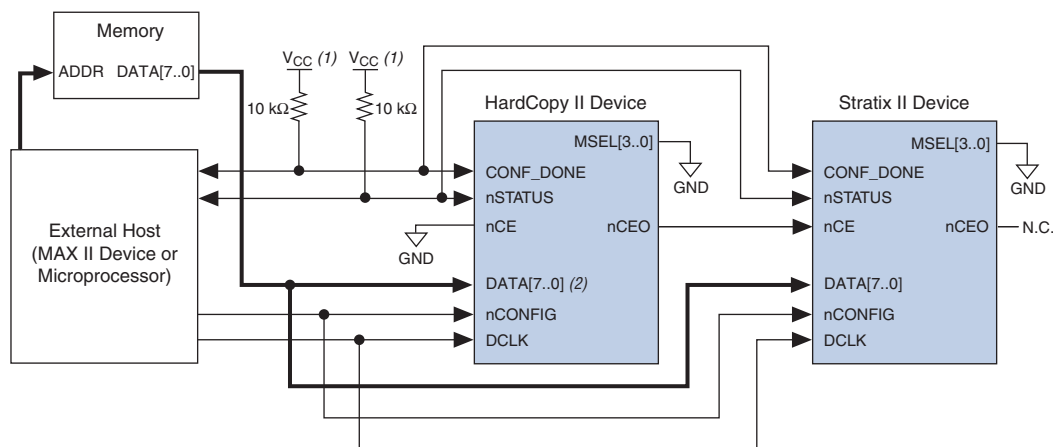 Memory
ADDR DATA[7..0]
VCC (1) VCC (1)
10 kΩ 10 kΩ
HardCopy II Device
Stratix II Device
MSEL[3..0]
MSEL[3..0]
GND
GND
CONF_DONE
CONF_DONE
nSTATUS
nSTATUS
nCE nCEO
nCE nCEO N.C.
GND
External Host
(MAX II Device or
Microprocessor)
DATA[7..0] (2)
DATA[7..0]
nCONFIG
nCONFIG
DCLK
DCLK